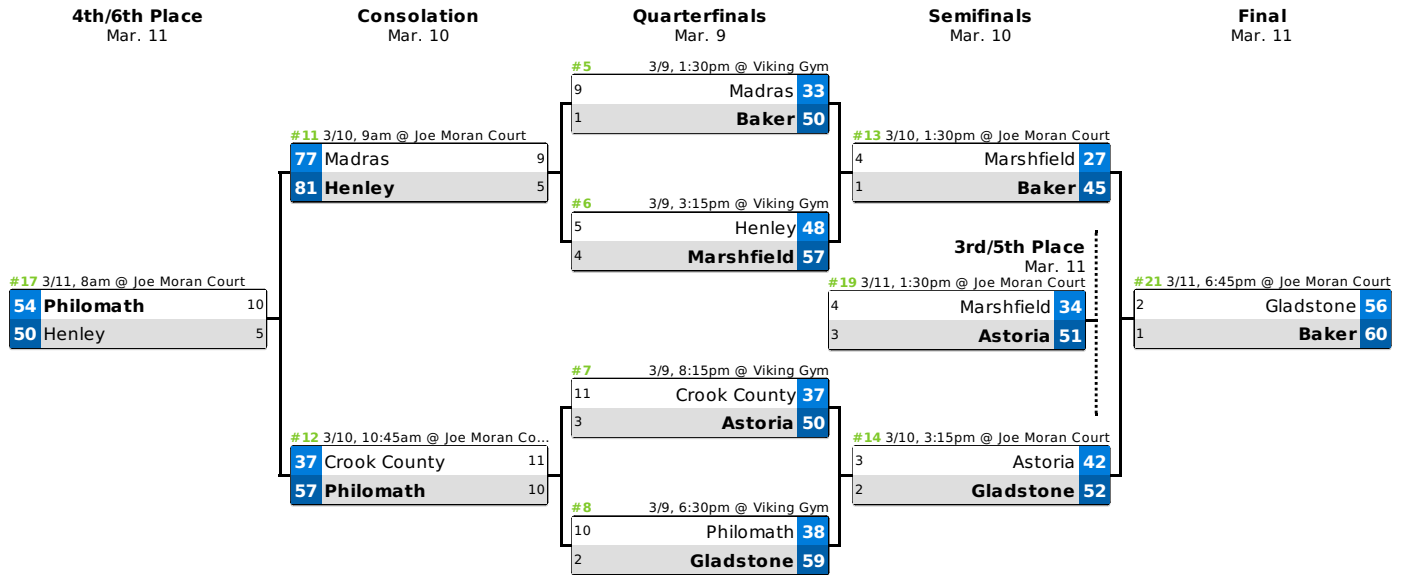 4th/6th Place
Mar. 11
Consolation
Mar. 10
Quarterfinals
Mar. 9
Semifinals
Mar. 10
Final
Mar. 11
#17 3/11, 8am @ Joe Moran Court
54 Philomath 10
50 Henley 5
#11 3/10, 9am @ Joe Moran Court
77 Madras 9
81 Henley 5
#12 3/10, 10:45am @ Joe Moran Co...
37 Crook County 11
57 Philomath 10
#5 3/9, 1:30pm @ Viking Gym
9 Madras 33
1 Baker 50
#6 3/9, 3:15pm @ Viking Gym
5 Henley 48
4 Marshfield 57
#7 3/9, 8:15pm @ Viking Gym
11 Crook County 37
3 Astoria 50
#8 3/9, 6:30pm @ Viking Gym
10 Philomath 38
2 Gladstone 59
#13 3/10, 1:30pm @ Joe Moran Court
4 Marshfield 27
1 Baker 45
3rd/5th Place
Mar. 11
#19 3/11, 1:30pm @ Joe Moran Court
4 Marshfield 34
3 Astoria 51
#14 3/10, 3:15pm @ Joe Moran Court
3 Astoria 42
2 Gladstone 52
#21 3/11, 6:45pm @ Joe Moran Court
2 Gladstone 56
1 Baker 60